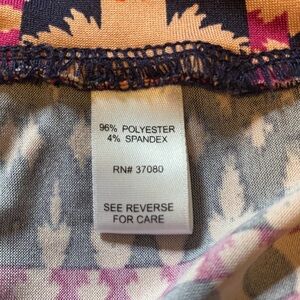 96% POLYESTER
4% SPANDEX
RN# 37080
SEE REVERSE
FOR CARE